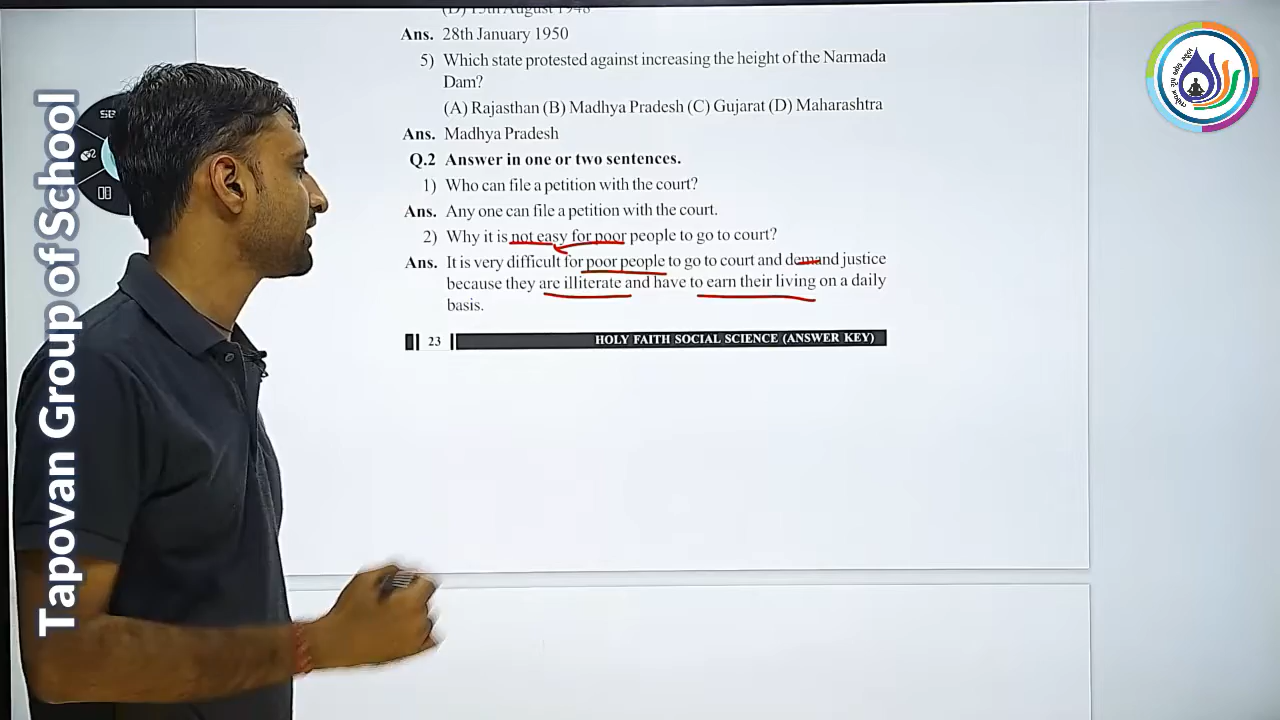 (D) 15th August 1948
Ans. 28th January 1950
5) Which state protested against increasing the height of the Narmada
Dam?
(A) Rajasthan (B) Madhya Pradesh (C) Gujarat (D) Maharashtra
Ans. Madhya Pradesh
Q.2 Answer in one or two sentences.
1) Who can file a petition with the court?
Ans. Any one can file a petition with the court.
2) Why it is not easy for poor people to go to court?
Ans. It is very difficult for poor people to go to court and demand justice
because they are illiterate and have to earn their living on a daily
basis.
23 HOLY FAITH SOCIAL SCIENCE (ANSWER KEY)
Tapovan Group of School